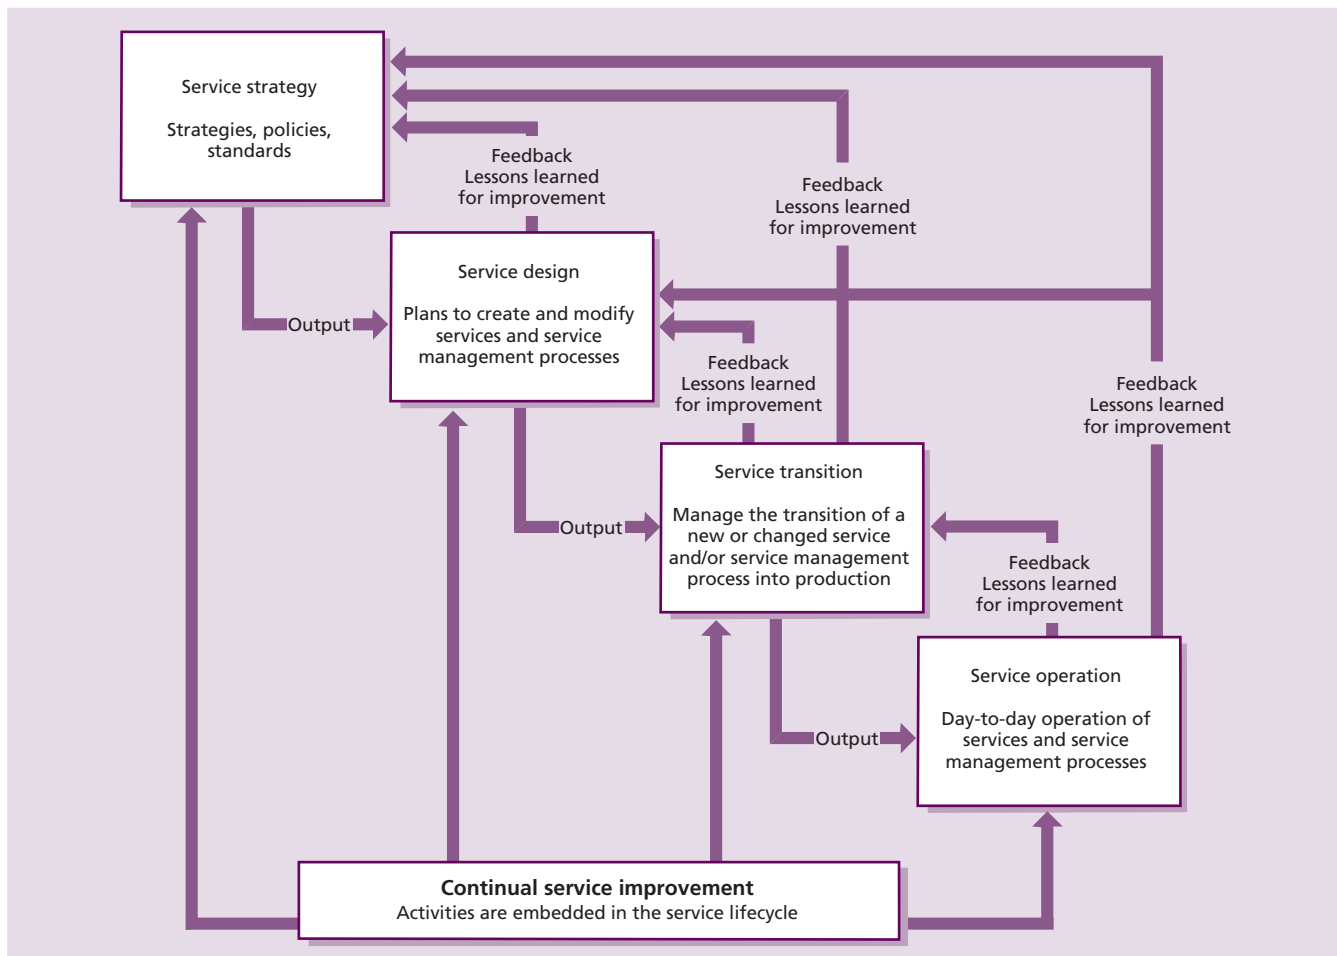 Service strategy
Strategies, policies,
standards
Feedback
Lessons learned
for improvement
Feedback
Lessons learned
for improvement
Service design
Plans to create and modify
services and service
management processes
Output
Feedback
Lessons learned
for improvement
Feedback
Lessons learned
for improvement
Service transition
Manage the transition of a
new or changed service
and/or service management
process into production
Output
Feedback
Lessons learned
for improvement
Service operation
Day-to-day operation of
services and service
management processes
Output
Continual service improvement
Activities are embedded in the service lifecycle